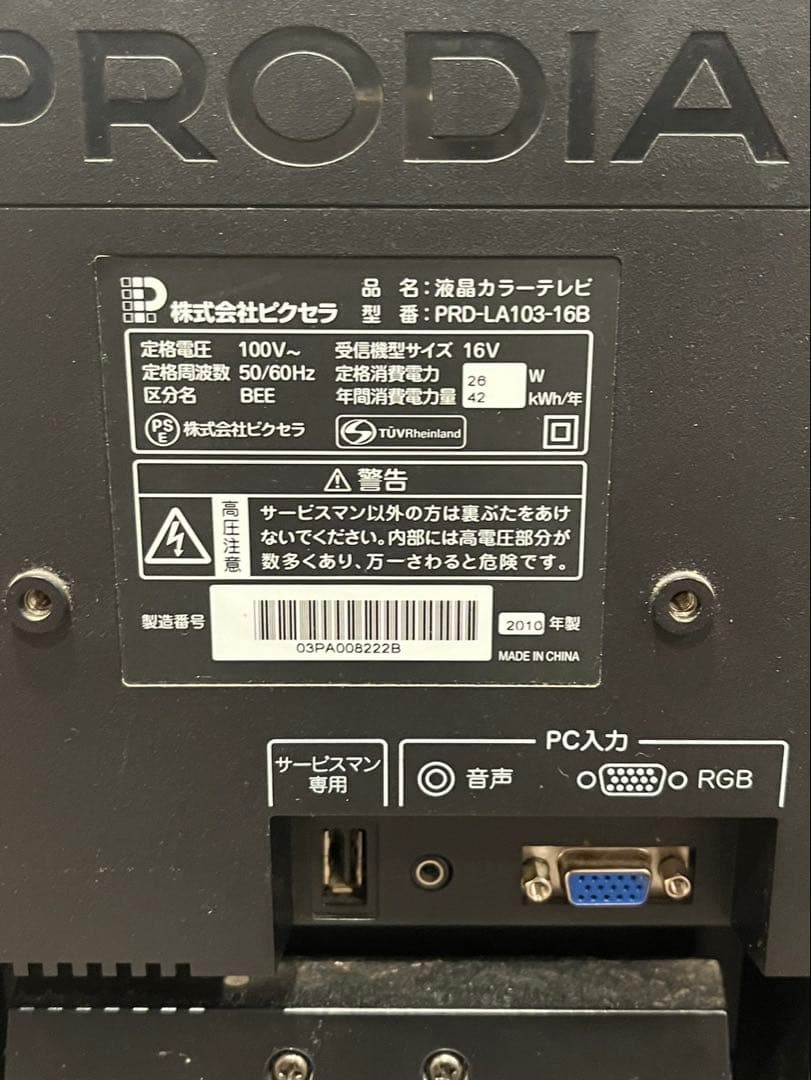 PRODIA
株式会社ピクセラ
品 名：液晶カラーテレビ
型 番：PRD-LA103-16B
定格電圧 100V～ 受信機型サイズ 16V
定格周波数 50/60Hz 定格消費電力 26 W
区分名 BEE 年間消費電力量 42 kWh/年
PSE 株式会社ピクセラ TÜVRheinland
警告
高圧注意
サービスマン以外の方は裏ぶたをあけ
ないでください。内部には高電圧部分が
数多くあり、万一さわると危険です。
製造番号 03PA008222B 2010 年製
MADE IN CHINA
PC入力
サービスマン
専用
音声 RGB